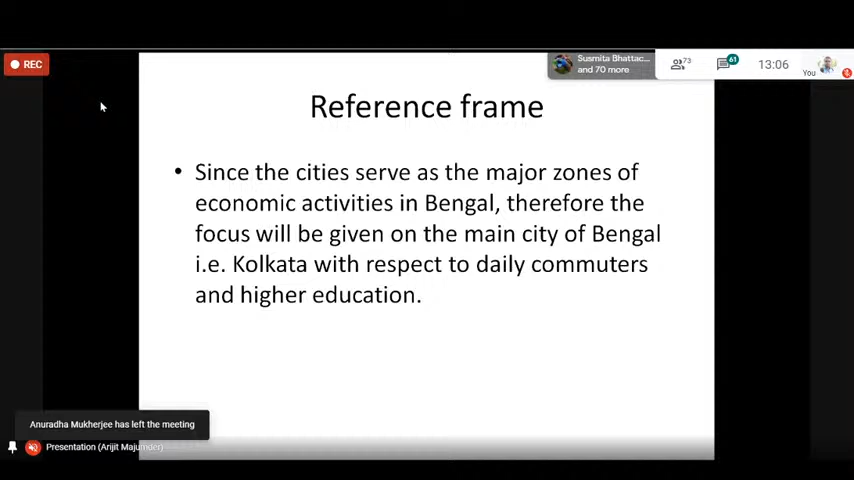 REC
Susmita Bhattac...
and 70 more
73
61
13:06
You
Reference frame
• Since the cities serve as the major zones of
economic activities in Bengal, therefore the
focus will be given on the main city of Bengal
i.e. Kolkata with respect to daily commuters
and higher education.
Anuradha Mukherjee has left the meeting
Presentation (Arijit Majumder)